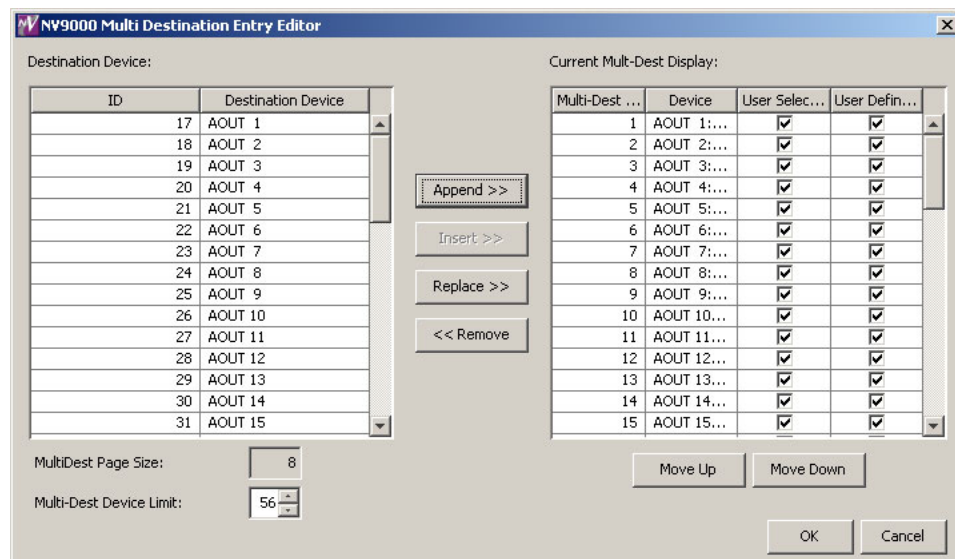 NV9000 Multi Destination Entry Editor
Destination Device:
ID Destination Device
17 AOUT 1
18 AOUT 2
19 AOUT 3
20 AOUT 4
21 AOUT 5
22 AOUT 6
23 AOUT 7
24 AOUT 8
25 AOUT 9
26 AOUT 10
27 AOUT 11
28 AOUT 12
29 AOUT 13
30 AOUT 14
31 AOUT 15
MultiDest Page Size: 8
Multi-Dest Device Limit: 56
Append >>
Insert >>
Replace >>
<< Remove
Current Mult-Dest Display:
Multi-Dest ... Device User Selec... User Defin...
1 AOUT 1:...
2 AOUT 2:...
3 AOUT 3:...
4 AOUT 4:...
5 AOUT 5:...
6 AOUT 6:...
7 AOUT 7:...
8 AOUT 8:...
9 AOUT 9:...
10 AOUT 10...
11 AOUT 11...
12 AOUT 12...
13 AOUT 13...
14 AOUT 14...
15 AOUT 15...
Move Up Move Down
OK Cancel